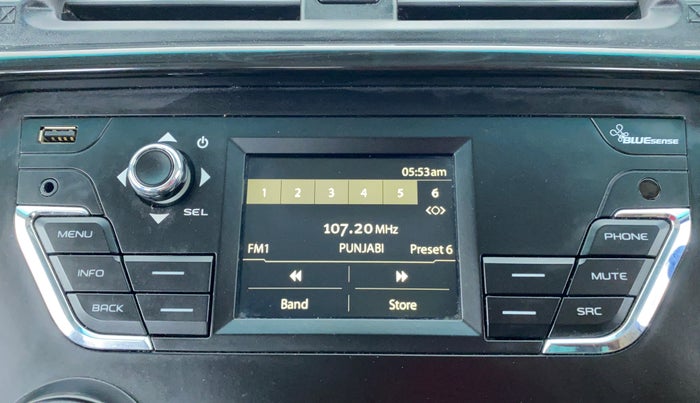 BLUESENSE
05:53am
SEL
1 2 3 4 5 6
107.20 MHz
MENU
PHONE
FM1 PUNJABI Preset 6
INFO
MUTE
Band Store
BACK
SRC